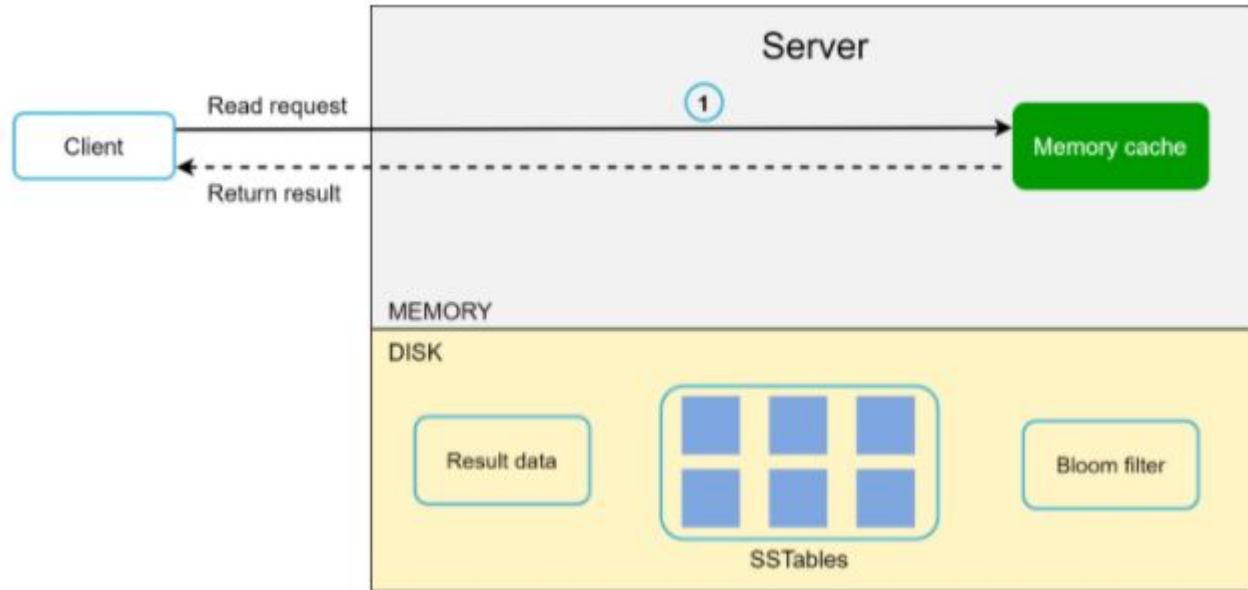 Server
Read request
1
Client
Memory cache
Return result
MEMORY
DISK
Result data
Bloom filter
SSTables